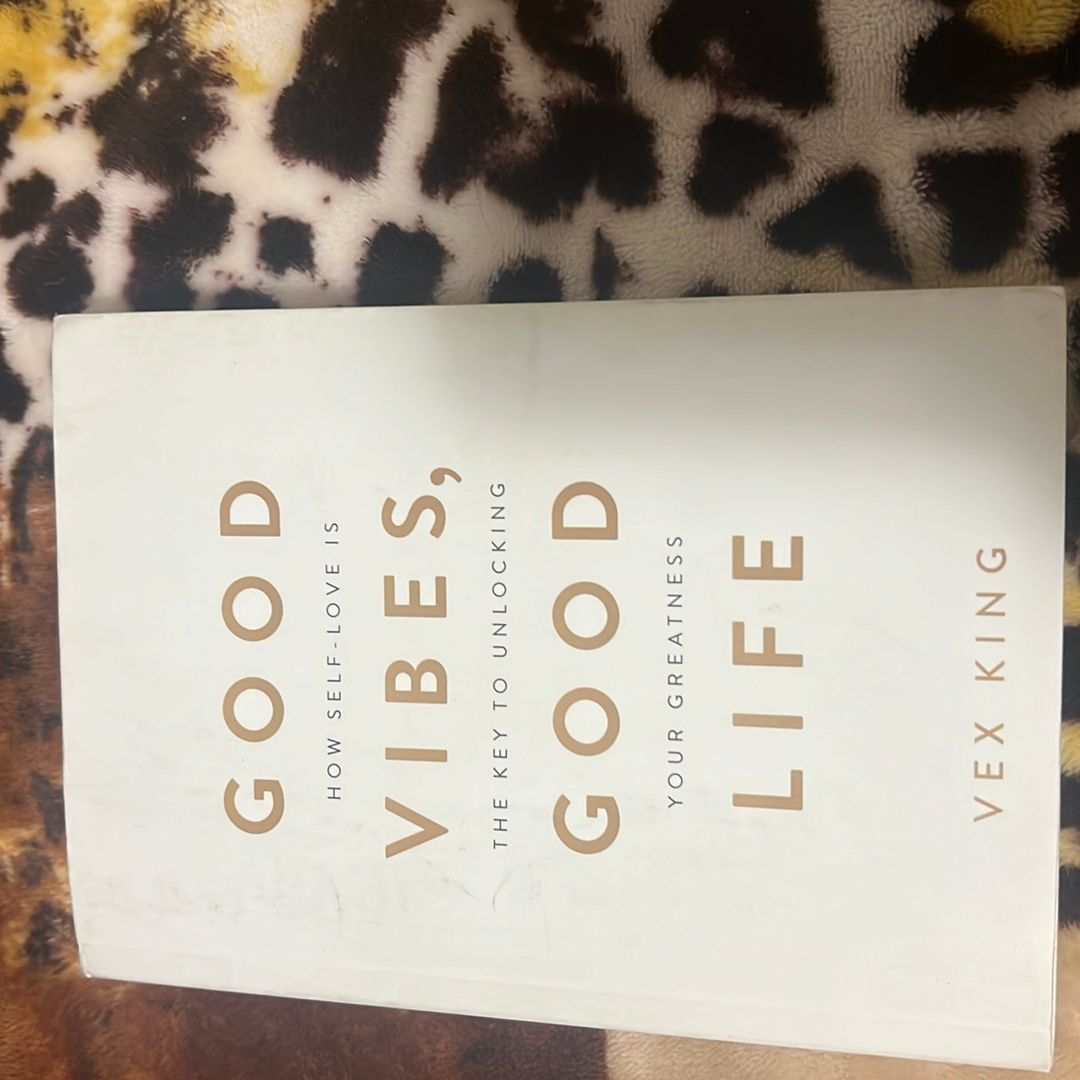 GOOD
HOW SELF-LOVE IS
VIBES,
THE KEY TO UNLOCKING
GOOD
YOUR GREATNESS
LIFE
VEX KING